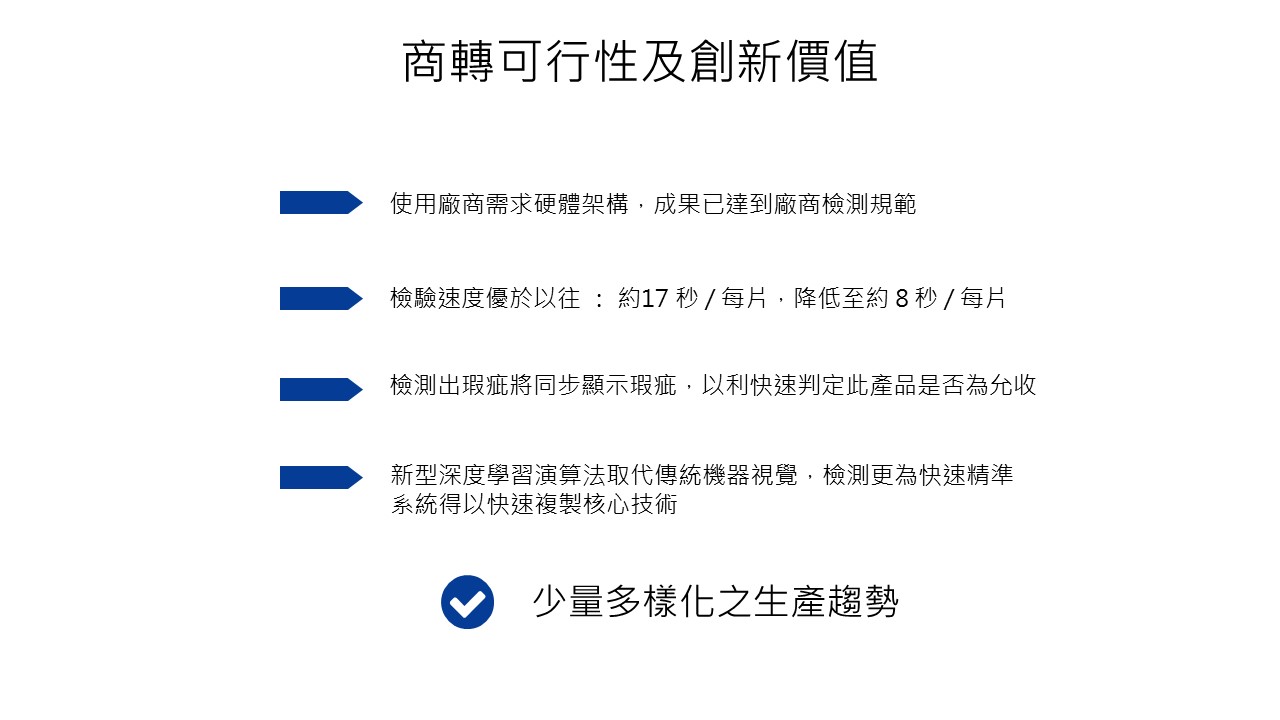 商轉可行性及創新價值
使用廠商需求硬體架構，成果已達到廠商檢測規範
檢驗速度優於以往 ： 約17 秒 / 每片，降低至約 8 秒 / 每片
檢測出瑕疵將同步顯示瑕疵，以利快速判定此產品是否為允收
新型深度學習演算法取代傳統機器視覺，檢測更為快速精準
系統得以快速複製核心技術
少量多樣化之生產趨勢